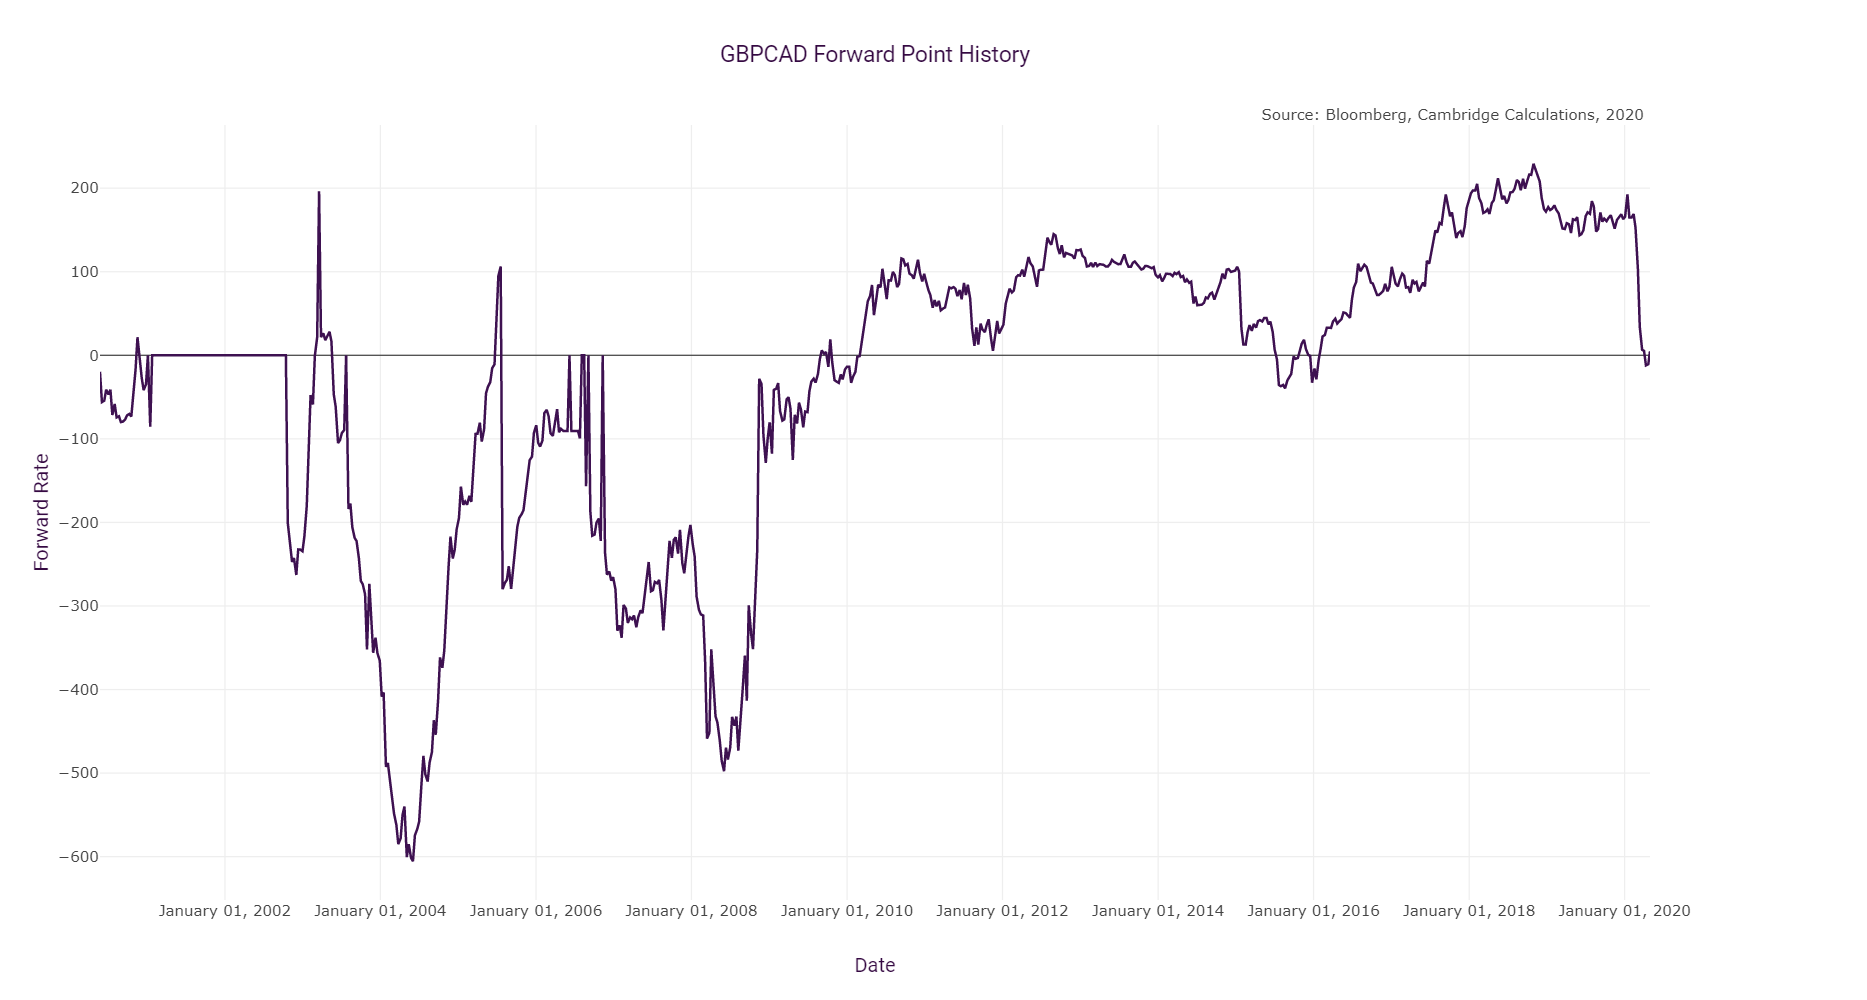 GBPCAD Forward Point History
Source: Bloomberg, Cambridge Calculations, 2020
200
100
0
−100
−200
−300
−400
−500
−600
Forward Rate
January 01, 2002
January 01, 2004
January 01, 2006
January 01, 2008
January 01, 2010
January 01, 2012
January 01, 2014
January 01, 2016
January 01, 2018
January 01, 2020
Date